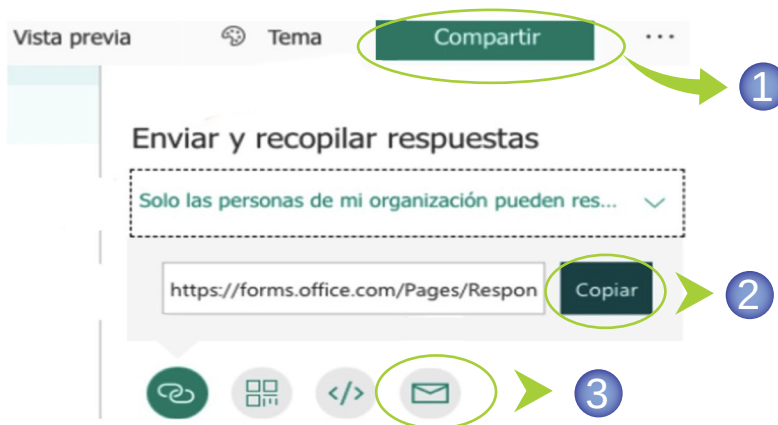 Vista previa Tema Compartir ...
1
Enviar y recopilar respuestas
Solo las personas de mi organización pueden res...
https://forms.office.com/Pages/Respon Copiar
2
</>
3